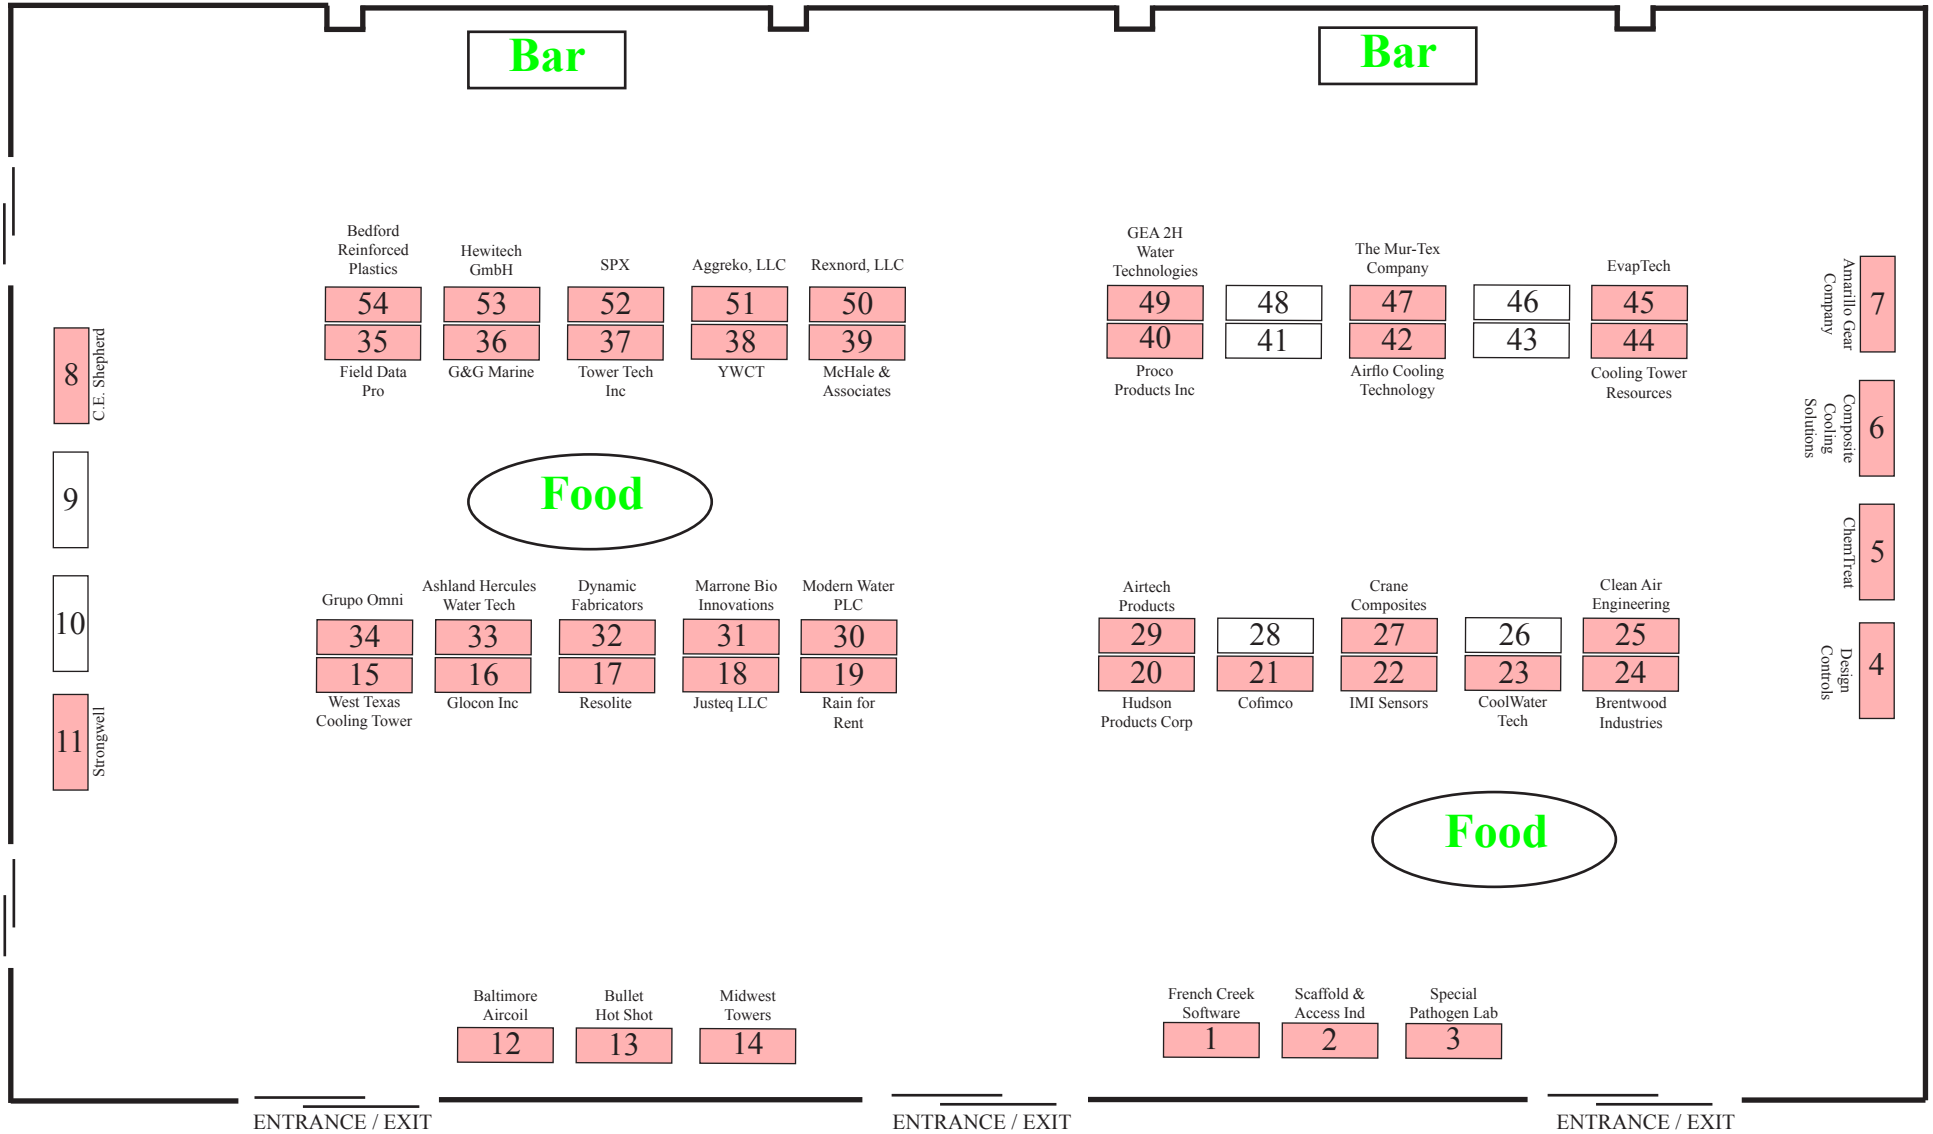 Bar
Bar
Bedford
Reinforced
Plastics
Hewitech
GmbH
SPX
Aggreko, LLC
Rexnord, LLC
GEA 2H
Water
Technologies
The Mur-Tex
Company
EvapTech
54
53
52
51
50
49
48
47
46
45
35
36
37
38
39
40
41
42
43
44
Field Data
Pro
G&G Marine
Tower Tech
Inc
YWCT
McHale &
Associates
Proco
Products Inc
Airflo Cooling
Technology
Cooling Tower
Resources
7
Amarillo Gear
Company
6
Composite
Cooling
Solutions
5
ChemTreat
4
Design
Controls
8
C.E. Shepherd
9
10
11
Strongwell
Food
Grupo Omni
Ashland Hercules
Water Tech
Dynamic
Fabricators
Marrone Bio
Innovations
Modern Water
PLC
Airtech
Products
Crane
Composites
Clean Air
Engineering
34
33
32
31
30
29
28
27
26
25
15
16
17
18
19
20
21
22
23
24
West Texas
Cooling Tower
Glocon Inc
Resolite
Justeq LLC
Rain for
Rent
Hudson
Products Corp
Cofimco
IMI Sensors
CoolWater
Tech
Brentwood
Industries
Food
Baltimore
Aircoil
Bullet
Hot Shot
Midwest
Towers
French Creek
Software
Scaffold &
Access Ind
Special
Pathogen Lab
12
13
14
1
2
3
ENTRANCE / EXIT
ENTRANCE / EXIT
ENTRANCE / EXIT